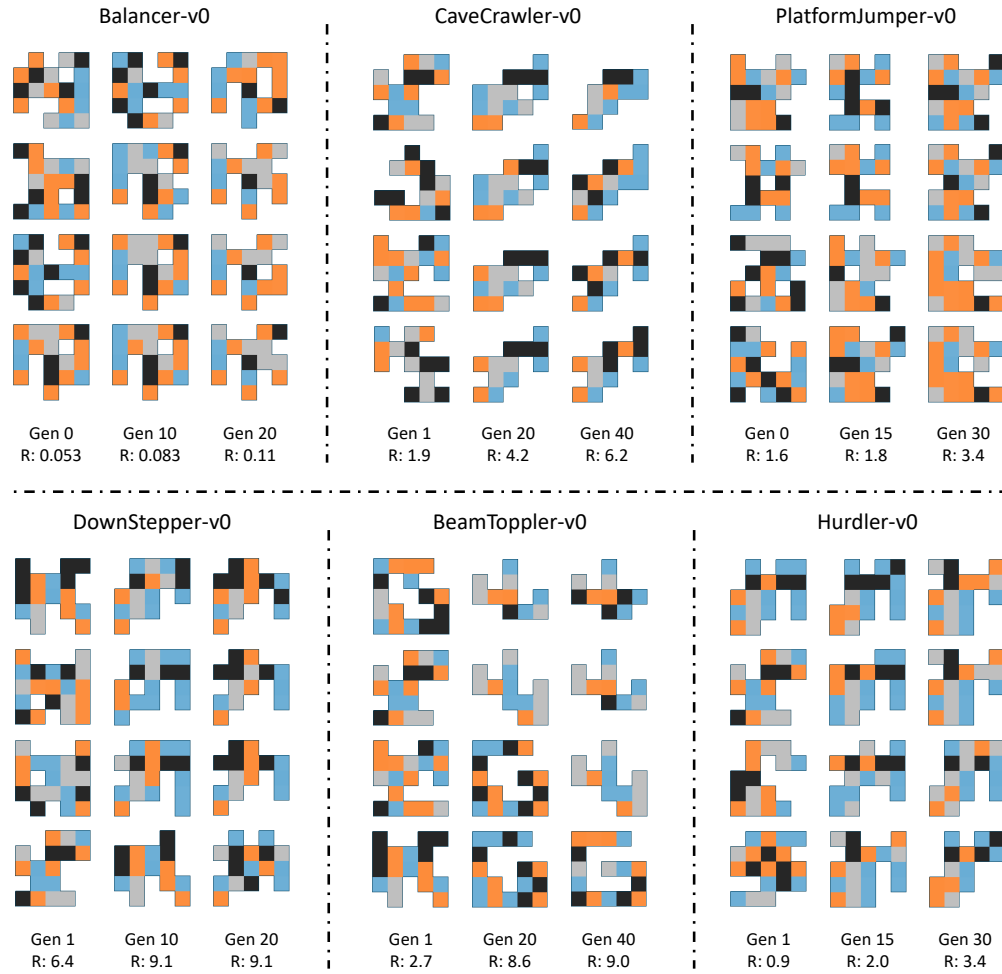 Balancer-v0
CaveCrawler-v0
PlatformJumper-v0
Gen 0 Gen 10 Gen 20
R: 0.053 R: 0.083 R: 0.11
Gen 1 Gen 20 Gen 40
R: 1.9 R: 4.2 R: 6.2
Gen 0 Gen 15 Gen 30
R: 1.6 R: 1.8 R: 3.4
DownStepper-v0
BeamToppler-v0
Hurdler-v0
Gen 1 Gen 10 Gen 20
R: 6.4 R: 9.1 R: 9.1
Gen 1 Gen 20 Gen 40
R: 2.7 R: 8.6 R: 9.0
Gen 1 Gen 15 Gen 30
R: 0.9 R: 2.0 R: 3.4